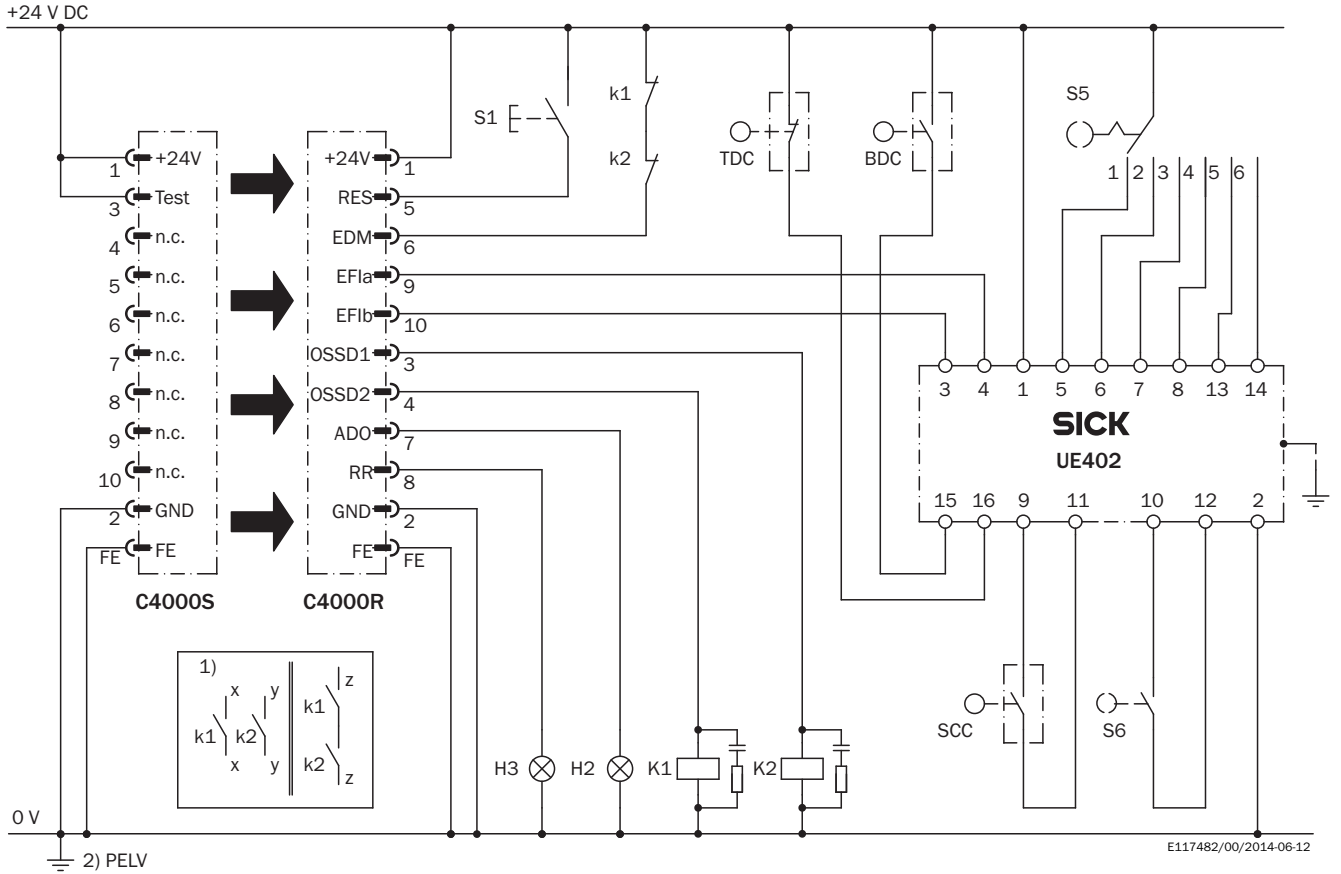 +24 V DC
S1
k1
k2
TDC
BDC
S5
1 2 3 4 5 6
1 +24V
3 Test
4 n.c.
5 n.c.
6 n.c.
7 n.c.
8 n.c.
9 n.c.
10 n.c.
2 GND
FE FE
C4000S
+24V 1
RES 5
EDM 6
EFIa 9
EFIb 10
OSSD1 3
OSSD2 4
ADO 7
RR 8
GND 2
FE FE
C4000R
3 4 1 5 6 7 8 13 14
SICK
UE402
15 16 9 11 10 12 2
1)
x y z
k1
k1 k2
k2
x y z
H3
H2
K1
K2
SCC
S6
0 V
2) PELV
E117482/00/2014-06-12